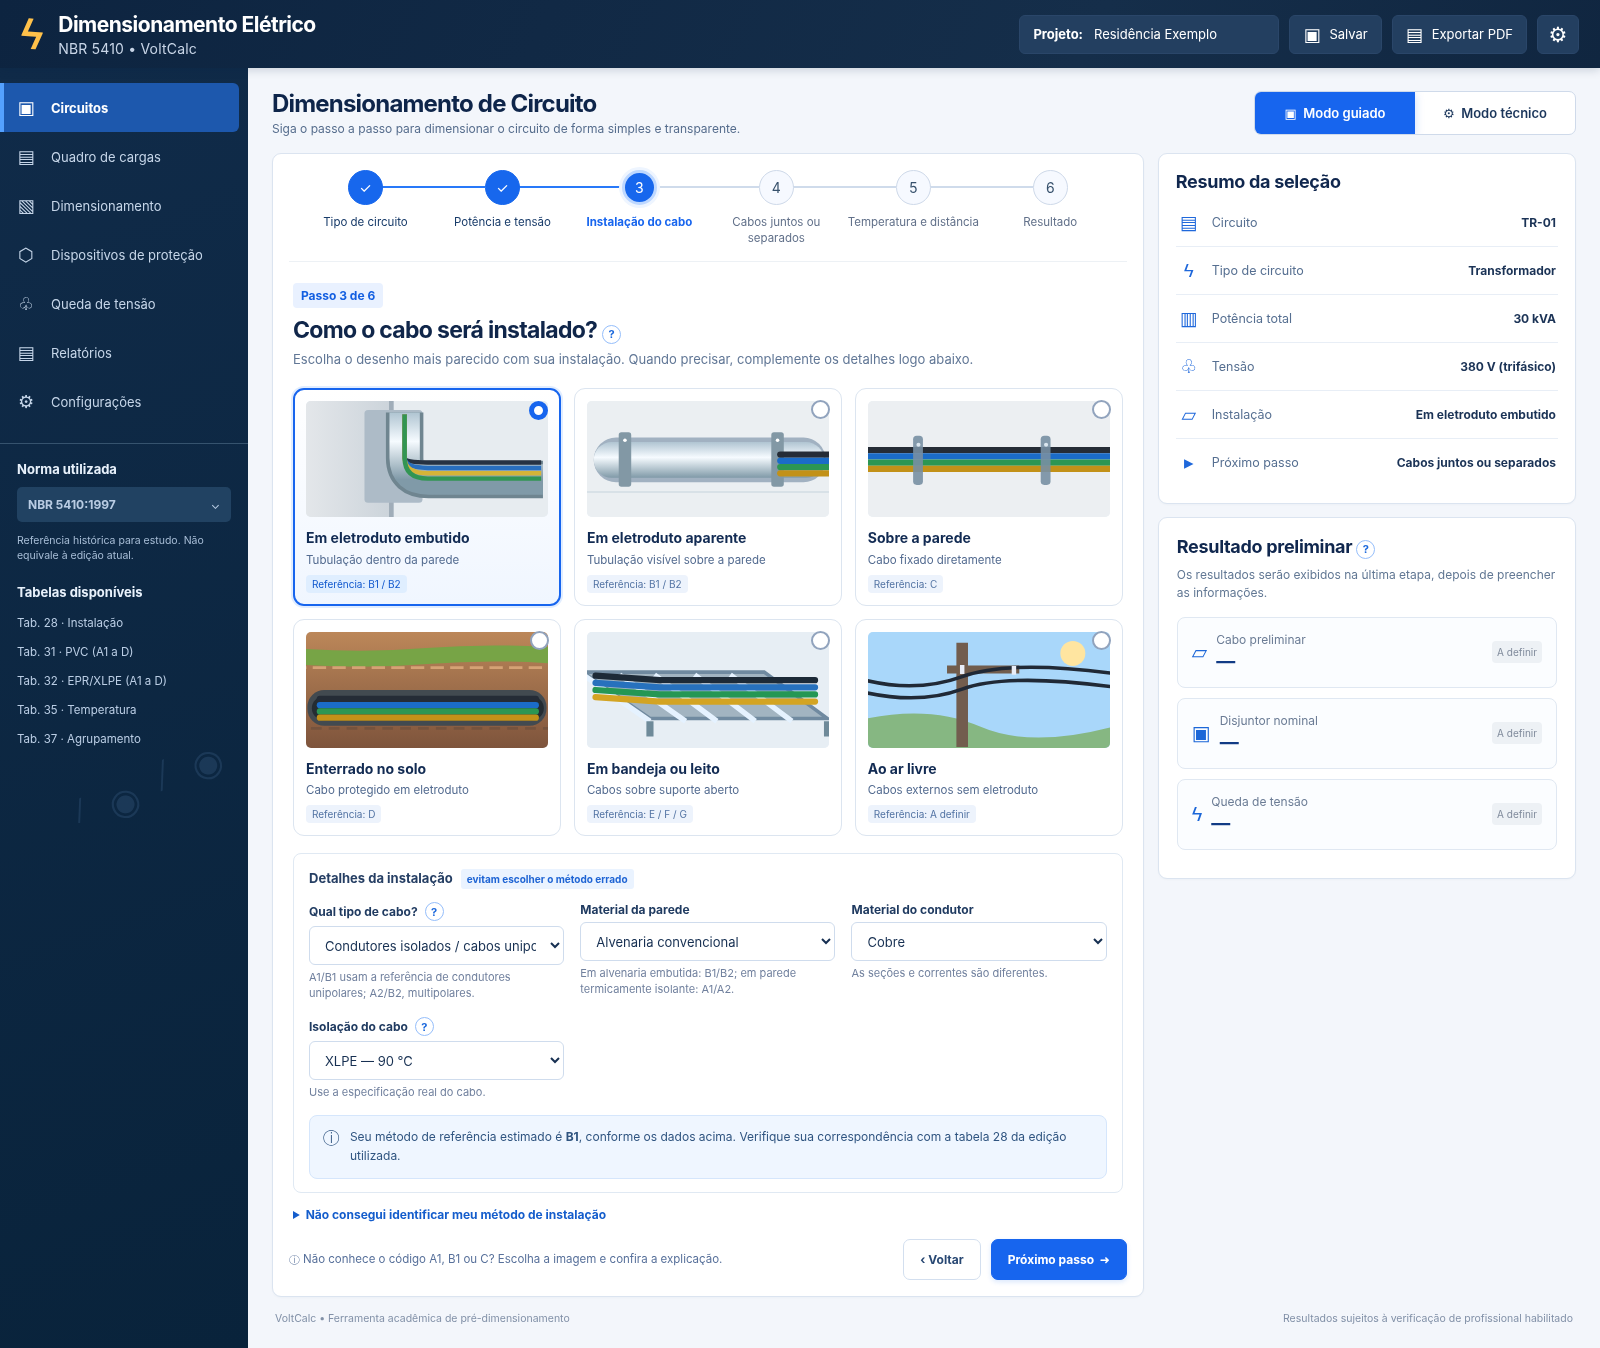 Dimensionamento Elétrico
NBR 5410 • VoltCalc
Projeto: Residência Exemplo
Salvar
Exportar PDF
Circuitos
Quadro de cargas
Dimensionamento
Dispositivos de proteção
Queda de tensão
Relatórios
Configurações
Norma utilizada
NBR 5410:1997
Referência histórica para estudo. Não
equivale à edição atual.
Tabelas disponíveis
Tab. 28 · Instalação
Tab. 31 · PVC (A1 a D)
Tab. 32 · EPR/XLPE (A1 a D)
Tab. 35 · Temperatura
Tab. 37 · Agrupamento
Dimensionamento de Circuito
Siga o passo a passo para dimensionar o circuito de forma simples e transparente.
Modo guiado
Modo técnico
✓ ✓ 3 4 5 6
Tipo de circuito
Potência e tensão
Instalação do cabo
Cabos juntos ou
separados
Temperatura e distância
Resultado
Passo 3 de 6
Como o cabo será instalado? ?
Escolha o desenho mais parecido com sua instalação. Quando precisar, complemente os detalhes logo abaixo.
Em eletroduto embutido
Tubulação dentro da parede
Referência: B1 / B2
Em eletroduto aparente
Tubulação visível sobre a parede
Referência: B1 / B2
Sobre a parede
Cabo fixado diretamente
Referência: C
Enterrado no solo
Cabo protegido em eletroduto
Referência: D
Em bandeja ou leito
Cabos sobre suporte aberto
Referência: E / F / G
Ao ar livre
Cabos externos sem eletroduto
Referência: A definir
Detalhes da instalação evitam escolher o método errado
Qual tipo de cabo? ?
Condutores isolados / cabos unipo
A1/B1 usam a referência de condutores
unipolares; A2/B2, multipolares.
Material da parede
Alvenaria convencional
Em alvenaria embutida: B1/B2; em parede
termicamente isolante: A1/A2.
Material do condutor
Cobre
As seções e correntes são diferentes.
Isolação do cabo ?
XLPE — 90 °C
Use a especificação real do cabo.
ⓘ Seu método de referência estimado é B1, conforme os dados acima. Verifique sua correspondência com a tabela 28 da edição
utilizada.
▶ Não consegui identificar meu método de instalação
ⓘ Não conhece o código A1, B1 ou C? Escolha a imagem e confira a explicação.
‹ Voltar
Próximo passo ➜
Resumo da seleção
Circuito TR-01
Tipo de circuito Transformador
Potência total 30 kVA
Tensão 380 V (trifásico)
Instalação Em eletroduto embutido
Próximo passo Cabos juntos ou separados
Resultado preliminar ?
Os resultados serão exibidos na última etapa, depois de preencher
as informações.
Cabo preliminar
—
A definir
Disjuntor nominal
—
A definir
Queda de tensão
—
A definir
VoltCalc • Ferramenta acadêmica de pré-dimensionamento
Resultados sujeitos à verificação de profissional habilitado